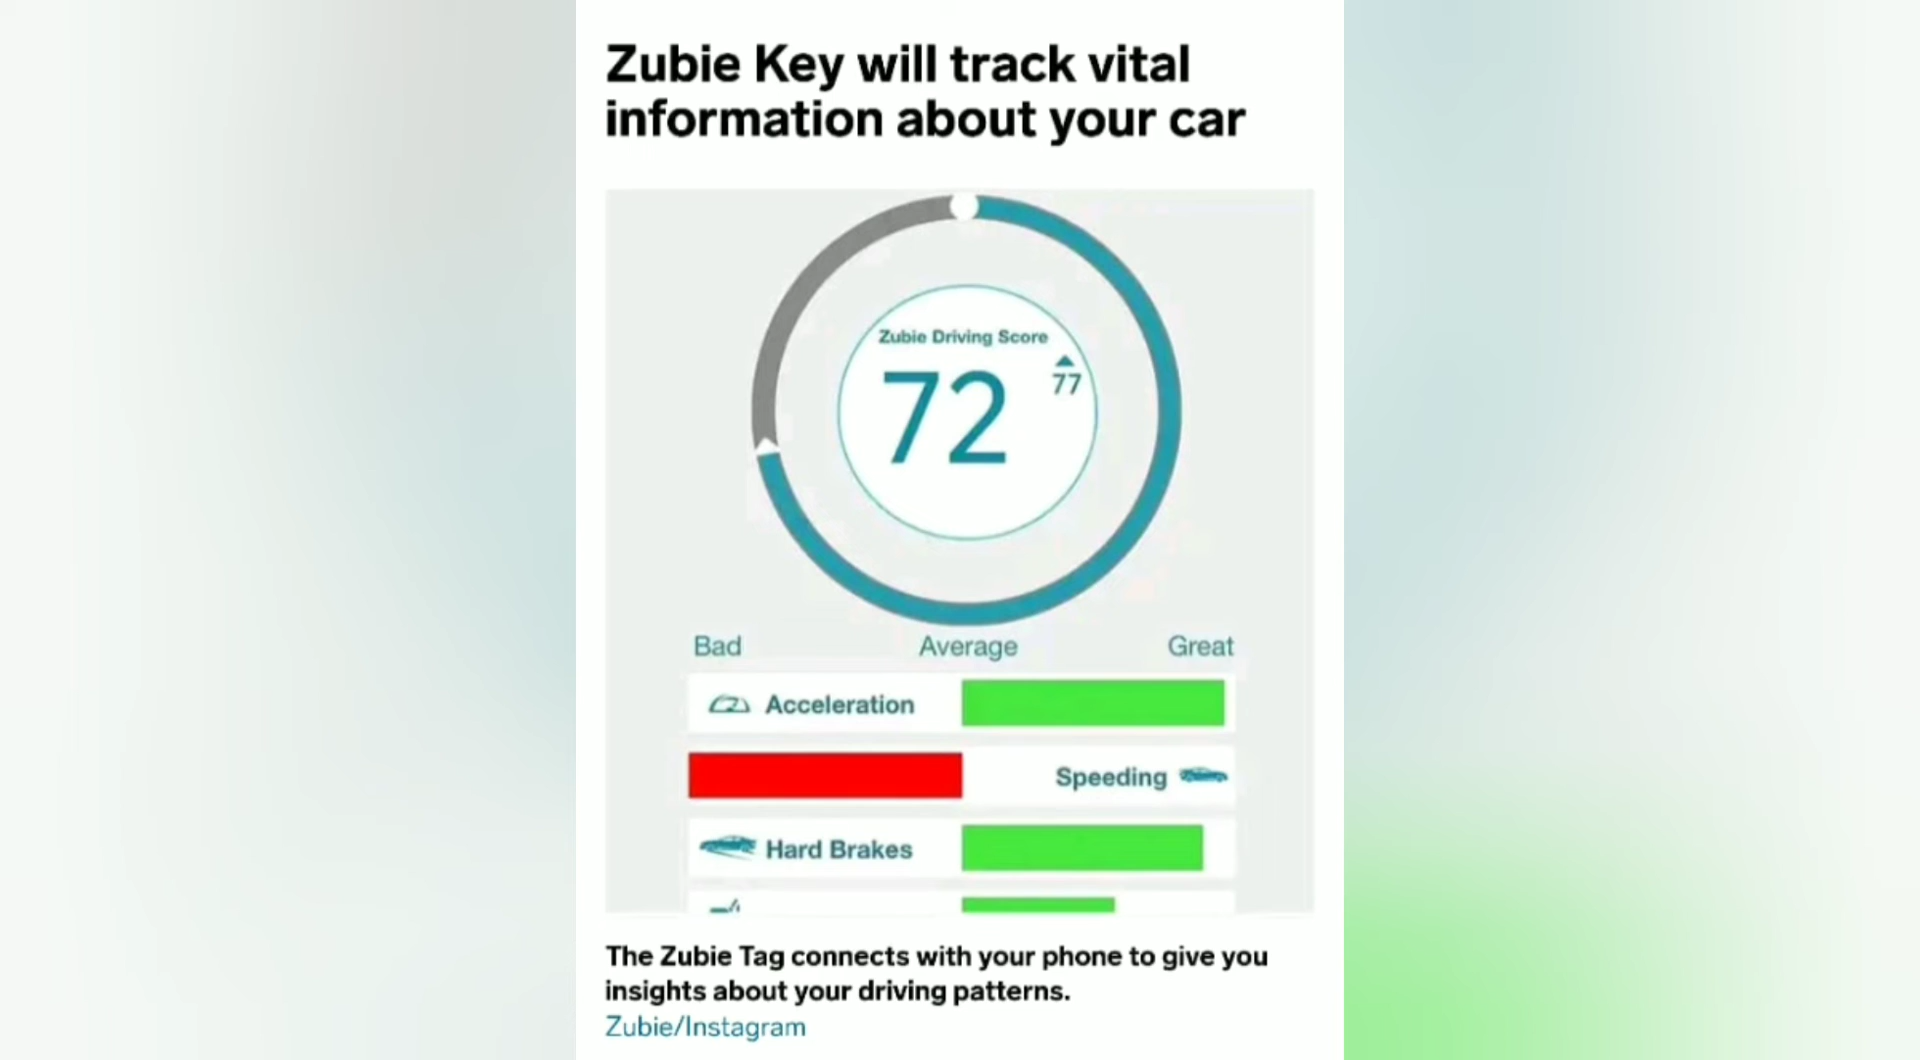 Zubie Key will track vital
information about your car
Zubie Driving Score
72
77
Bad Average Great
Acceleration
Speeding
Hard Brakes
The Zubie Tag connects with your phone to give you
insights about your driving patterns.
Zubie/Instagram